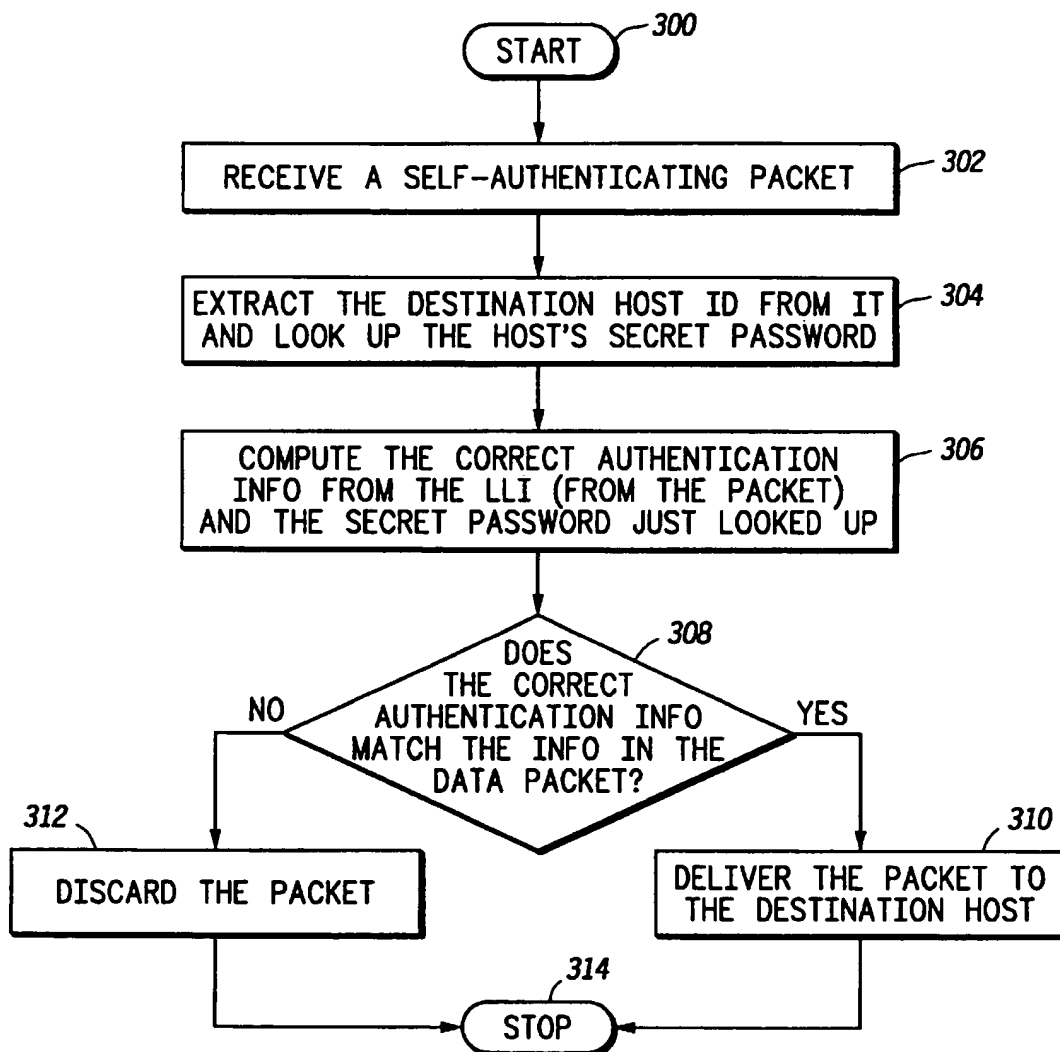 START
300
RECEIVE A SELF-AUTHENTICATING PACKET
302
EXTRACT THE DESTINATION HOST ID FROM IT
AND LOOK UP THE HOST'S SECRET PASSWORD
304
COMPUTE THE CORRECT AUTHENTICATION
INFO FROM THE LLI (FROM THE PACKET)
AND THE SECRET PASSWORD JUST LOOKED UP
306
DOES
THE CORRECT
AUTHENTICATION INFO
MATCH THE INFO IN THE
DATA PACKET?
308
NO
YES
312
DISCARD THE PACKET
310
DELIVER THE PACKET TO
THE DESTINATION HOST
314
STOP